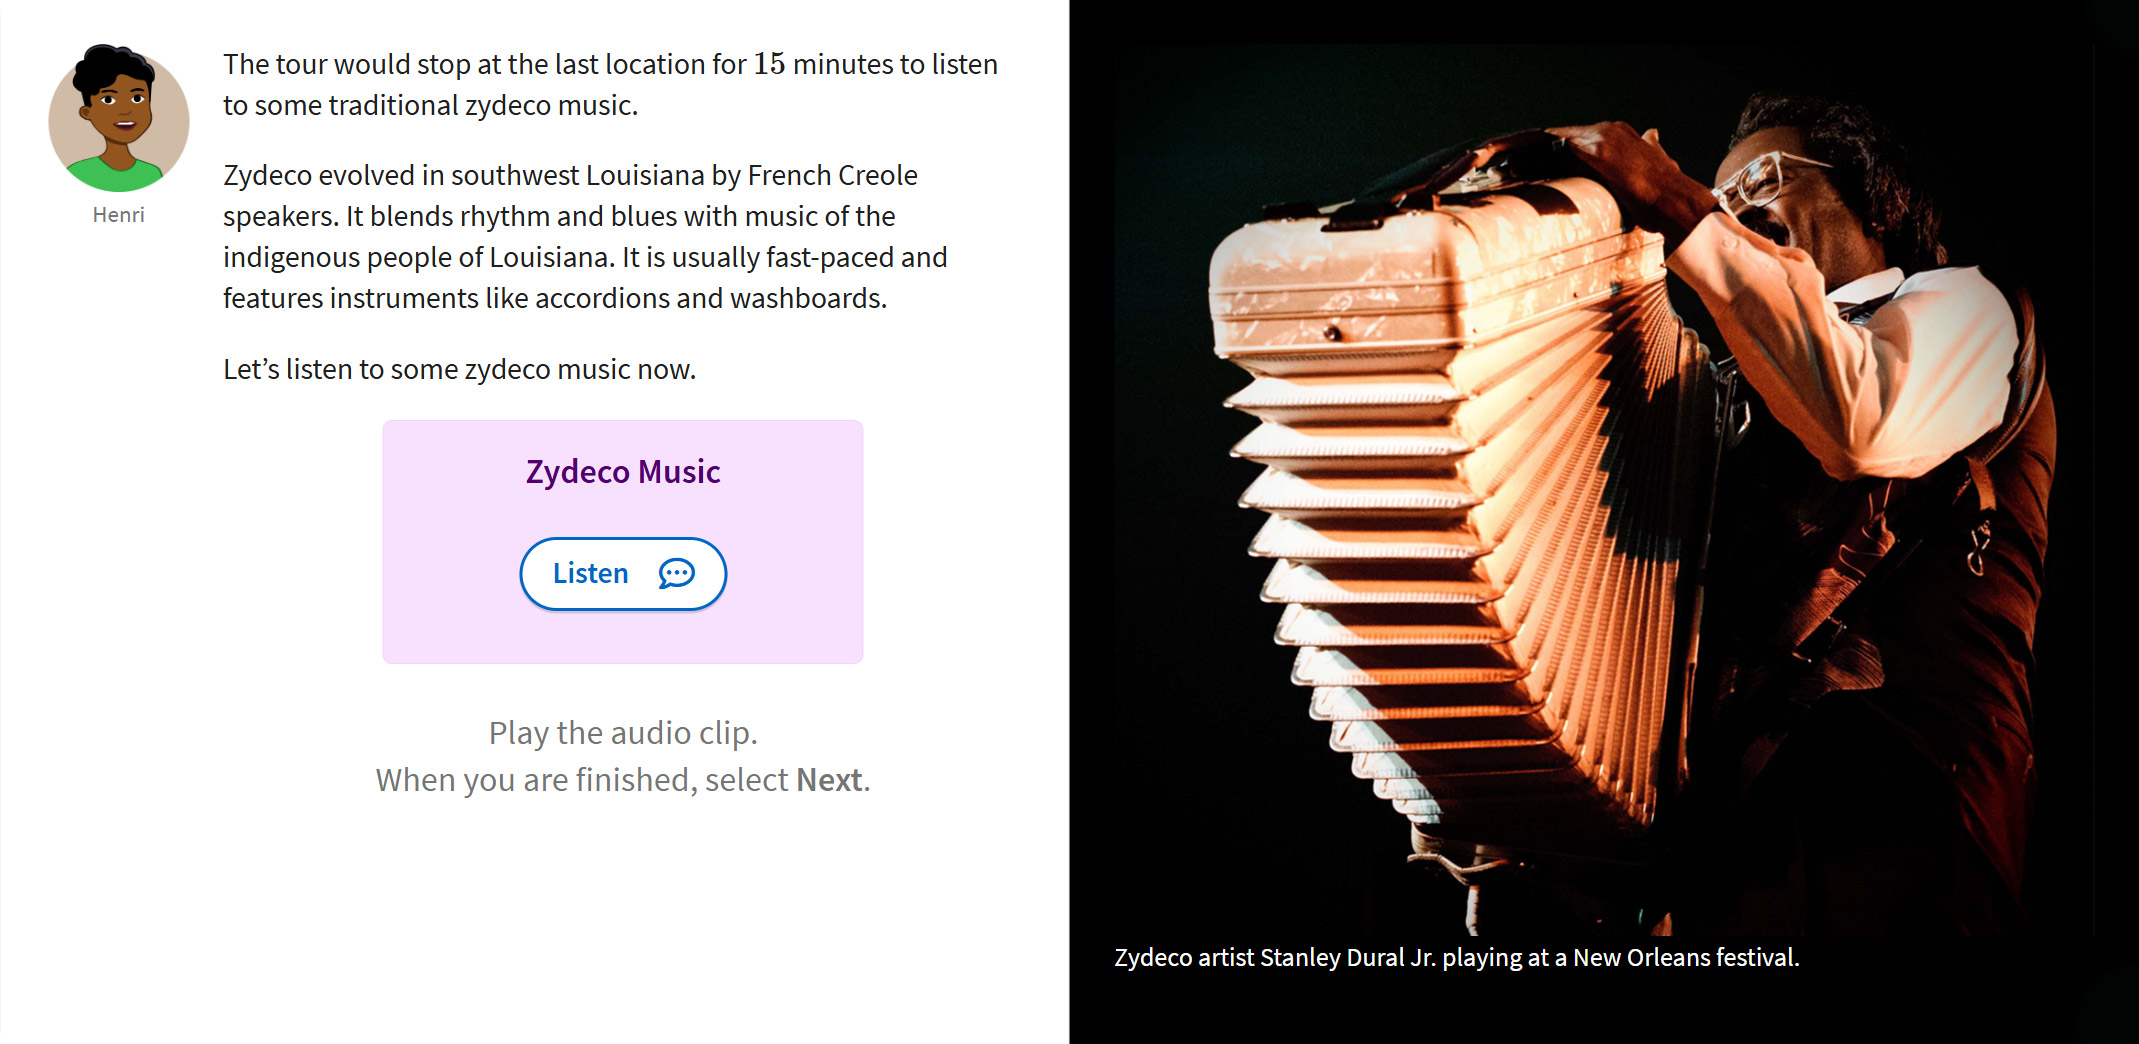 The tour would stop at the last location for 15 minutes to listen
to some traditional zydeco music.
Henri
Zydeco evolved in southwest Louisiana by French Creole
speakers. It blends rhythm and blues with music of the
indigenous people of Louisiana. It is usually fast-paced and
features instruments like accordions and washboards.
Let’s listen to some zydeco music now.
Zydeco Music
Listen
Play the audio clip.
When you are finished, select Next.
Zydeco artist Stanley Dural Jr. playing at a New Orleans festival.